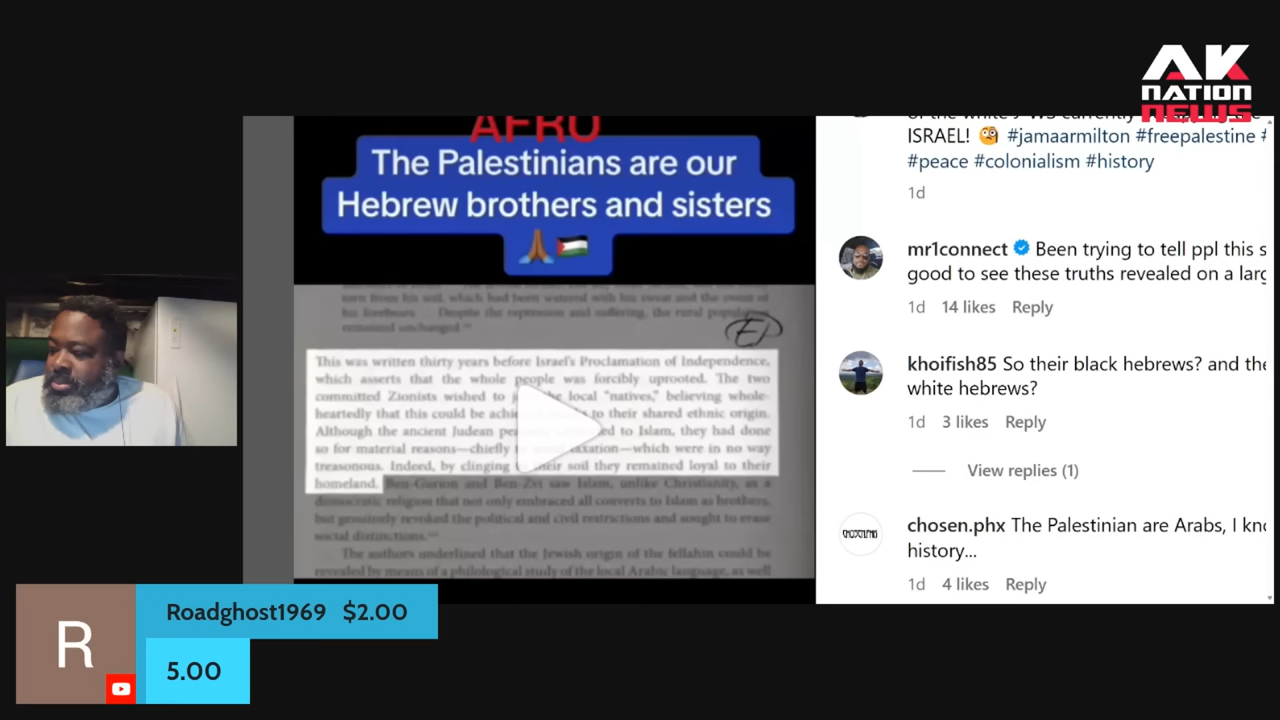 AK
NATION
NEWS
AFRO
The Palestinians are our
Hebrew brothers and sisters
remained unchanged."
This was written thirty years before Israel's Proclamation of Independence,
which asserts that the whole people was forcibly uprooted. The two
committed Zionists wished to the local "natives," believing whole-
heartedly that this could be to their shared ethnic origin.
Although the ancient Judean to Islam, they had done
so for material reasons—chiefly taxation—which were in no way
treasonous. Indeed, by clinging their soil they remained loyal to their
homeland. Ben-Gurion and Ben-Zvi saw Islam, unlike Christianity, as a
democratic religion that not only embraced all converts to Islam as brothers,
but genuinely revoked the political and civil restrictions and sought to erase
social distinctions.
The authors underlined that the Jewish origin of the fellahin could be
revealed by means of a philological study of the local Arabic language, as well
ISRAEL! #jamaarmilton #freepalestine #
#peace #colonialism #history
1d
mr1connect Been trying to tell ppl this s
good to see these truths revealed on a larg
1d 14 likes Reply
khoifish85 So their black hebrews? and the
white hebrews?
1d 3 likes Reply
View replies (1)
chosen.phx The Palestinian are Arabs, I kn
history...
1d 4 likes Reply
Roadghost1969 $2.00
5.00
R